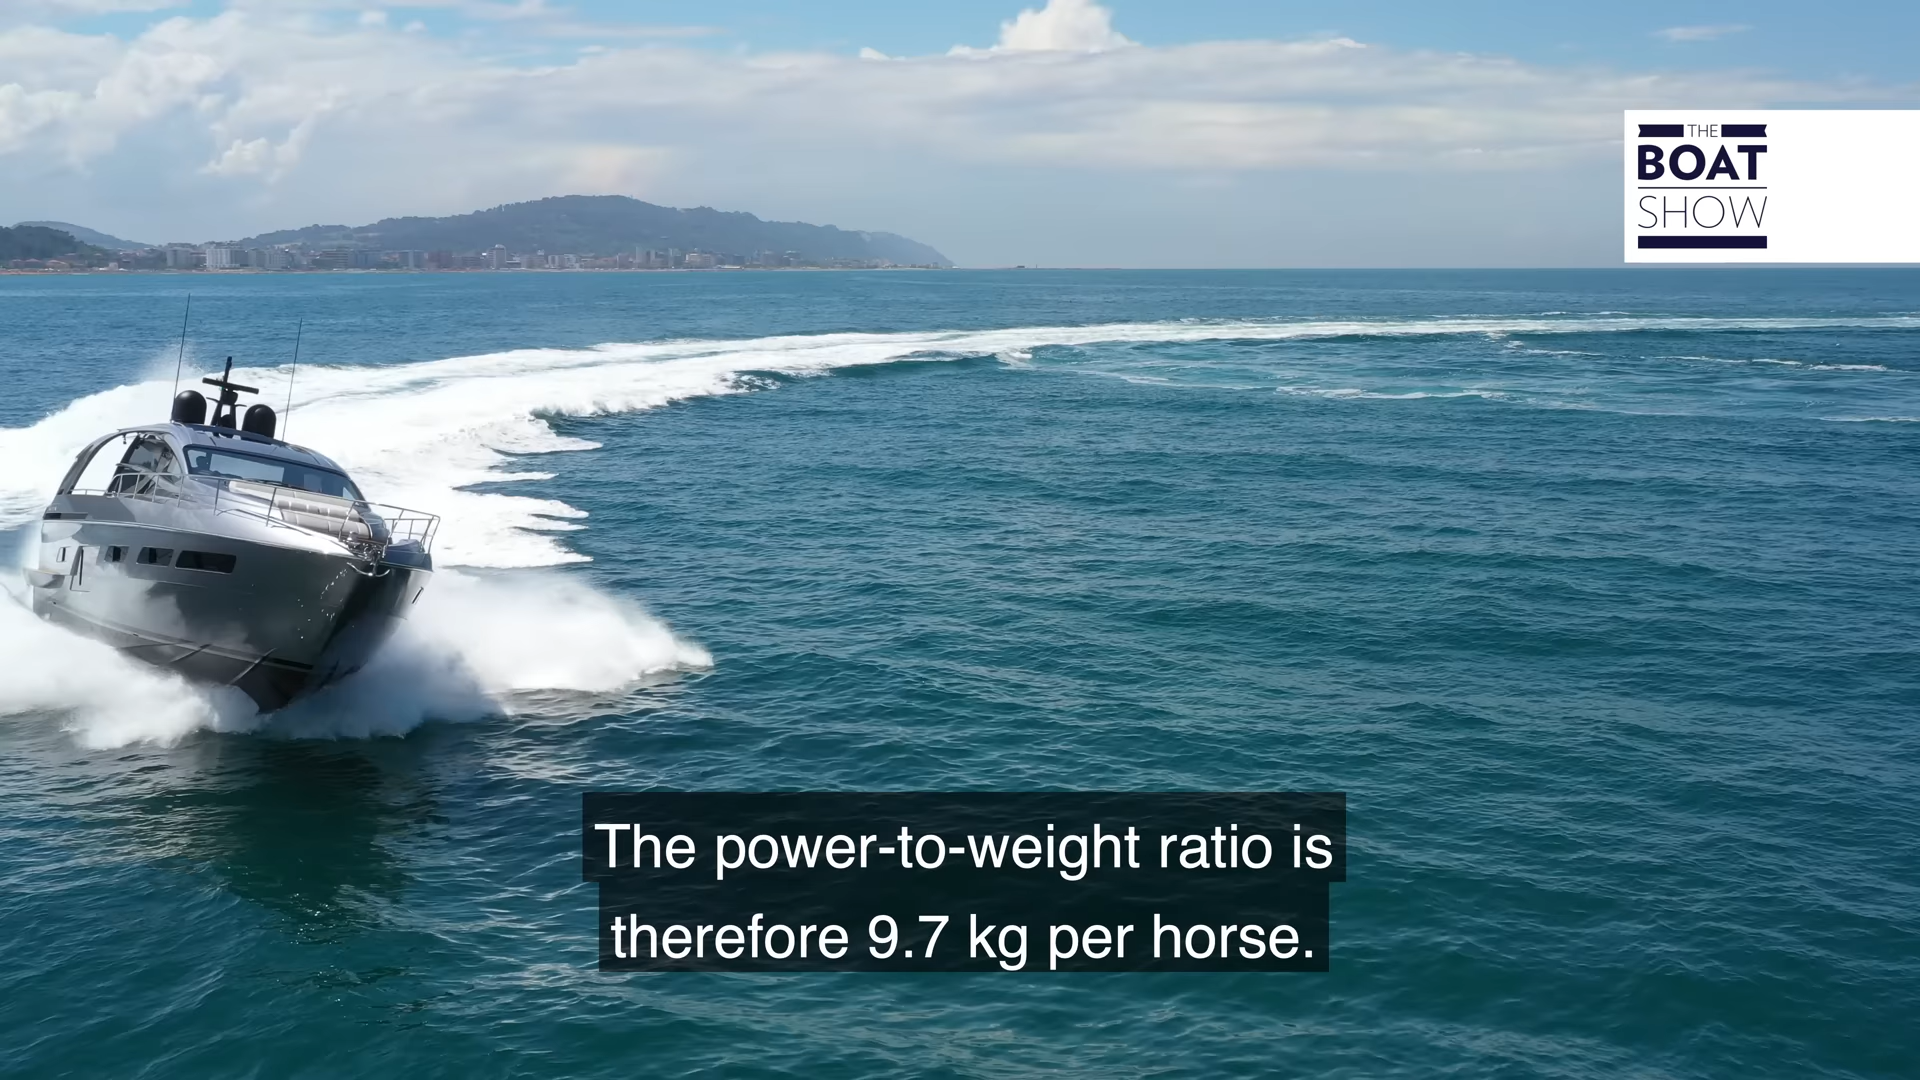 THE
BOAT
SHOW
The power-to-weight ratio is
therefore 9.7 kg per horse.